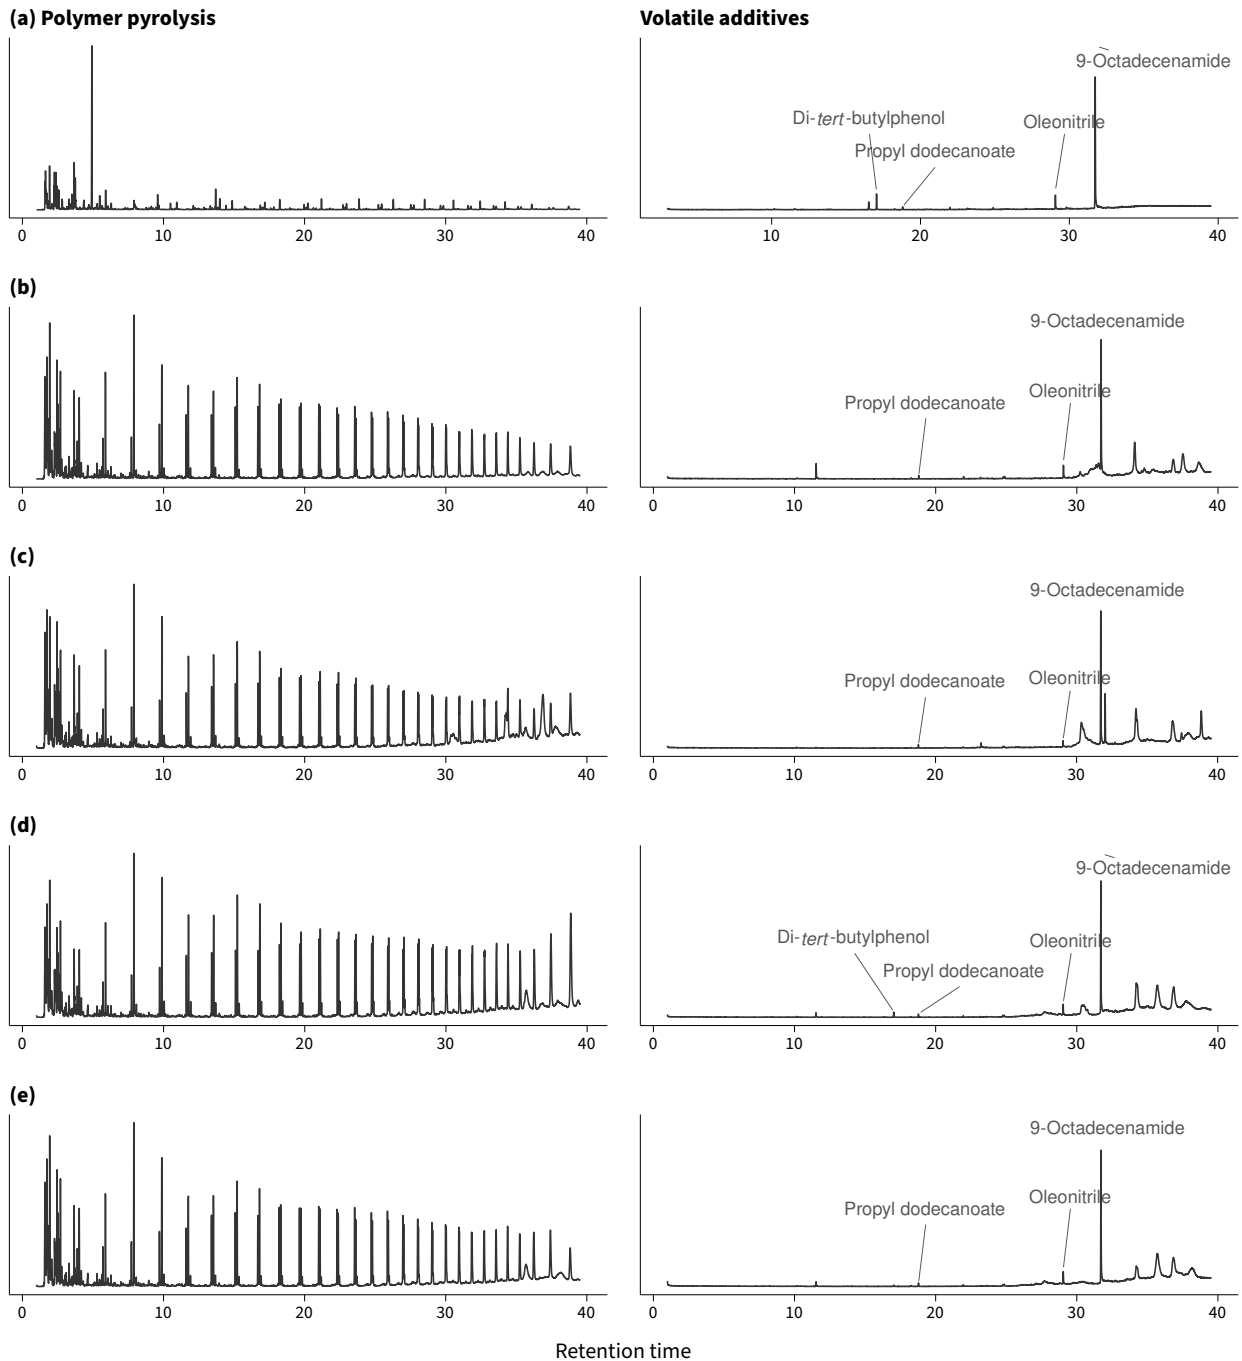 (a) Polymer pyrolysis
Volatile additives
9-Octadecenamide
Di-tert-butylphenol
Oleonitrile
Propyl dodecanoate
0 10 20 30 40
10 20 30 40
(b)
9-Octadecenamide
Oleonitrile
Propyl dodecanoate
0 10 20 30 40
0 10 20 30 40
(c)
9-Octadecenamide
Oleonitrile
Propyl dodecanoate
0 10 20 30 40
0 10 20 30 40
(d)
9-Octadecenamide
Di-tert-butylphenol
Oleonitrile
Propyl dodecanoate
0 10 20 30 40
0 10 20 30 40
(e)
9-Octadecenamide
Oleonitrile
Propyl dodecanoate
0 10 20 30 40
0 10 20 30 40
Retention time